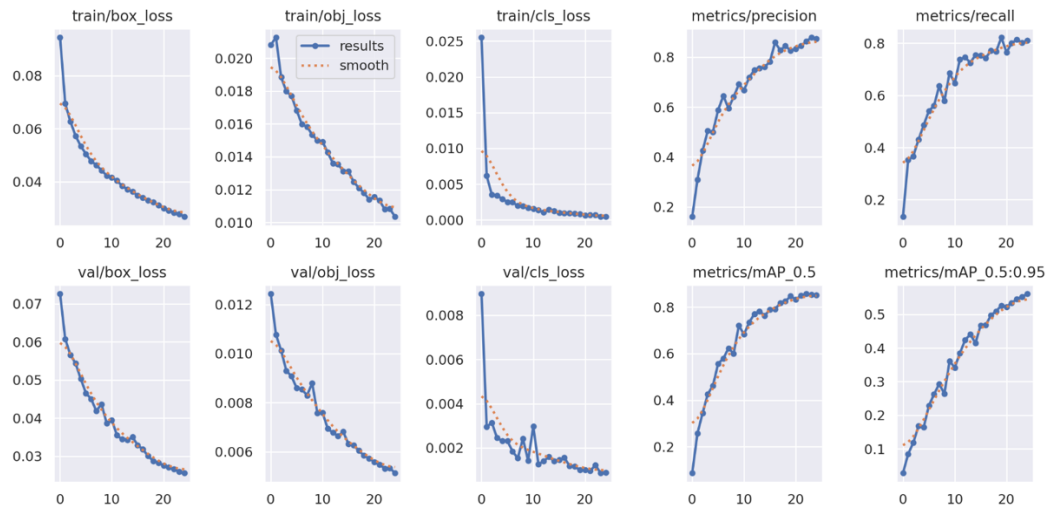 train/box_loss
0.08
0.06
0.04
0 10 20
train/obj_loss
results
smooth
0.020
0.018
0.016
0.014
0.012
0.010
0 10 20
train/cls_loss
0.025
0.020
0.015
0.010
0.005
0.000
0 10 20
metrics/precision
0.8
0.6
0.4
0.2
0 10 20
metrics/recall
0.8
0.6
0.4
0.2
0 10 20
val/box_loss
0.07
0.06
0.05
0.04
0.03
0 10 20
val/obj_loss
0.012
0.010
0.008
0.006
0 10 20
val/cls_loss
0.008
0.006
0.004
0.002
0 10 20
metrics/mAP_0.5
0.8
0.6
0.4
0.2
0 10 20
metrics/mAP_0.5:0.95
0.5
0.4
0.3
0.2
0.1
0 10 20